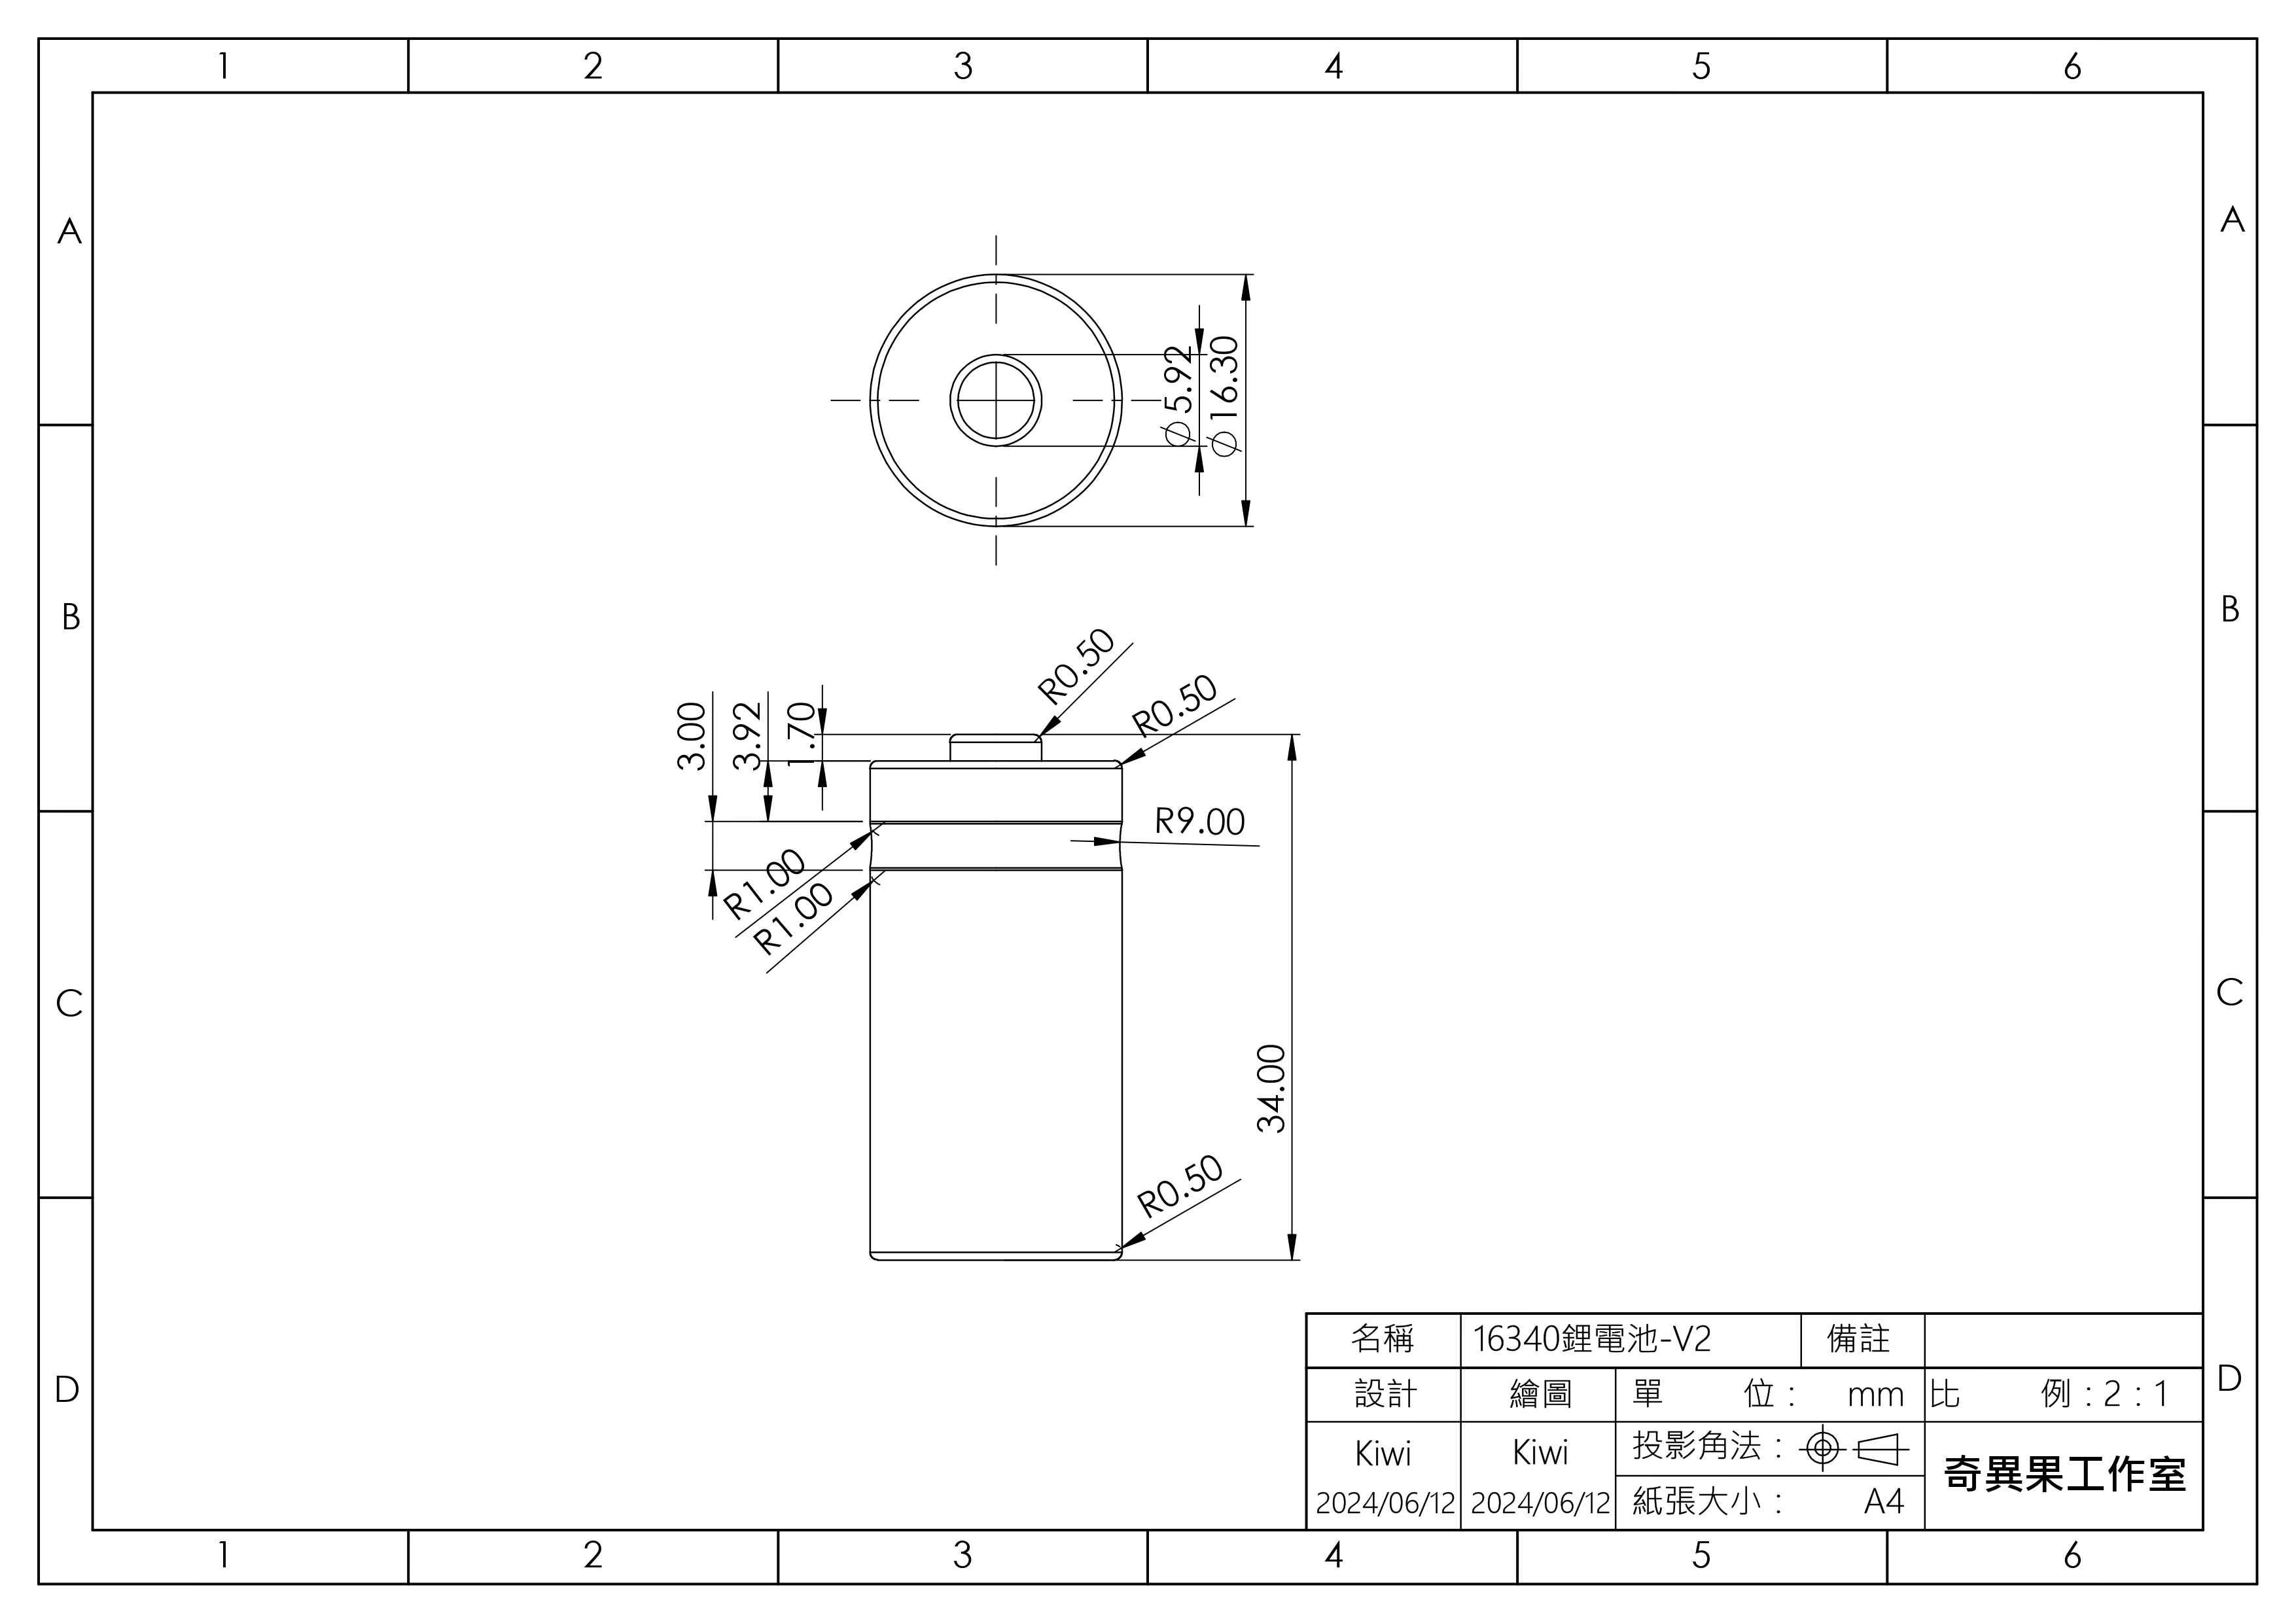 1 2 3 4 5 6
A A
⌀5.92
⌀16.30
B B
R0.50
R0.50
3.00
3.92
1.70
R9.00
R1.00
R1.00
C C
34.00
R0.50
名稱 16340鋰電池-V2 備註
D D
設計 繪圖 單 位： mm 比 例：2：1
Kiwi Kiwi 投影角法：
奇異果工作室
2024/06/12 2024/06/12 紙張大小： A4
1 2 3 4 5 6